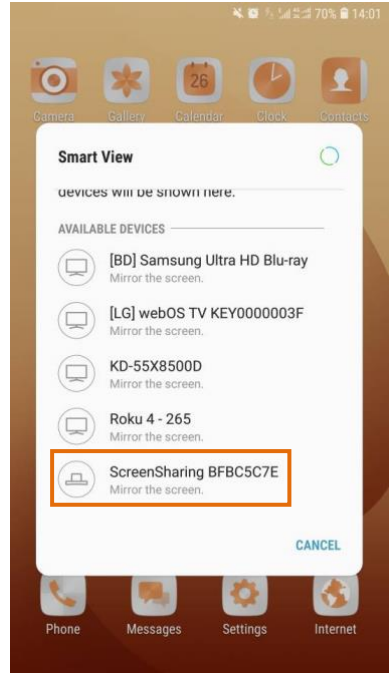 70% 14:01
26
Camera Gallery Calendar Clock Contacts
Smart View
devices will be shown here.
AVAILABLE DEVICES
[BD] Samsung Ultra HD Blu-ray
Mirror the screen.
[LG] webOS TV KEY0000003F
Mirror the screen.
KD-55X8500D
Mirror the screen.
Roku 4 - 265
Mirror the screen.
ScreenSharing BFBC5C7E
Mirror the screen.
CANCEL
Phone Messages Settings Internet